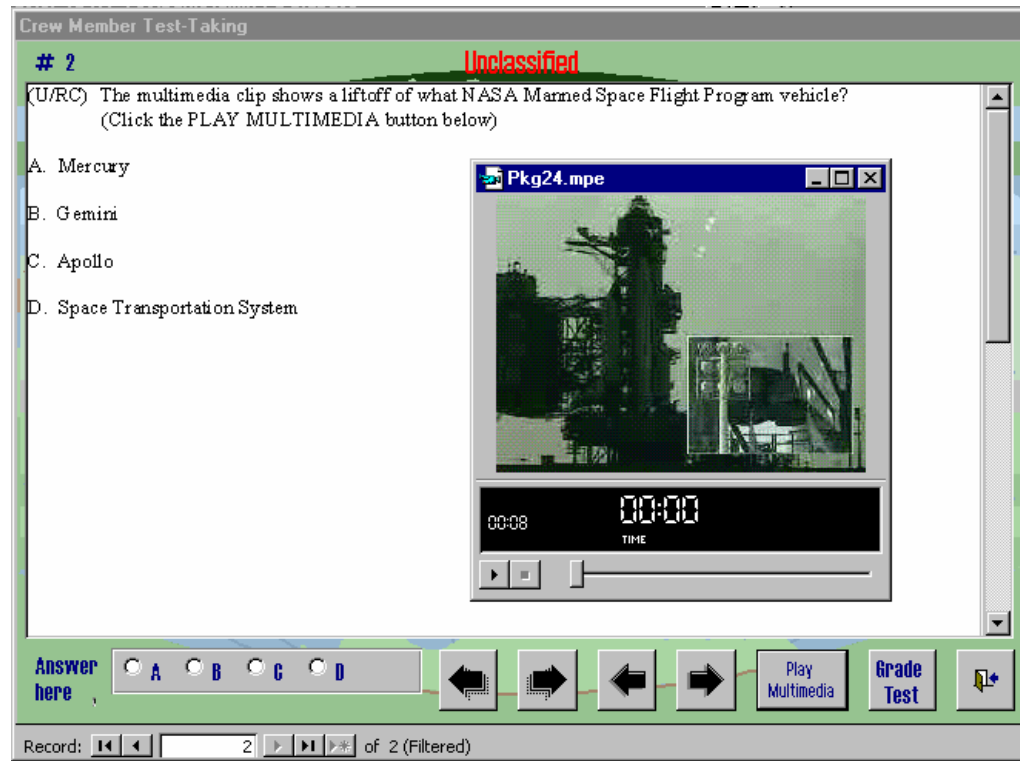 Crew Member Test-Taking
# 2
Unclassified
(U/RC) The multimedia clip shows a liftoff of what NASA Manned Space Flight Program vehicle?
(Click the PLAY MULTIMEDIA button below)
A. Mercury
B. Gemini
C. Apollo
D. Space Transportation System
Pkg24.mpe
00:08
00:00
TIME
Answer
here ,
A B C D
Play
Multimedia
Grade
Test
Record: 2 of 2 (Filtered)